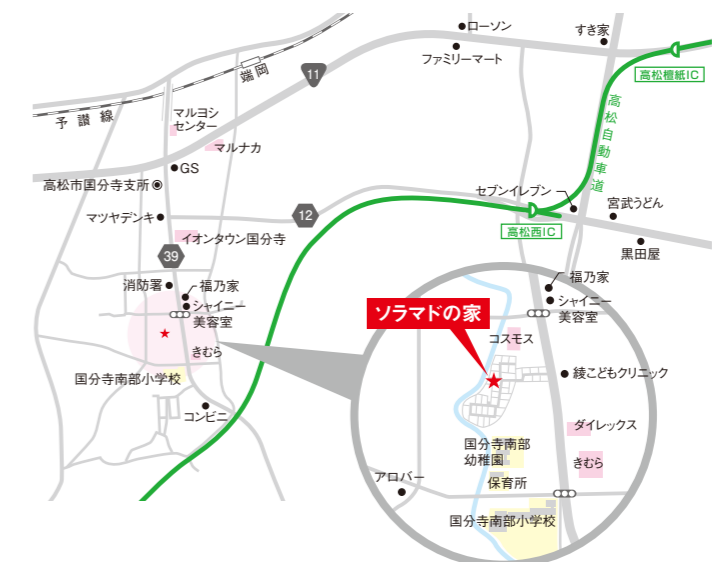 ローソン
すき家
ファミリーマート
高松檀紙IC
端岡
11
予讃線
高松自動車道
マルヨシ
センター
マルナカ
GS
高松市国分寺支所
セブンイレブン
宮武うどん
マツヤデンキ
12
高松西IC
イオンタウン国分寺
黒田屋
39
消防署
福乃家
シャイニー
美容室
きむら
国分寺南部小学校
コンビニ
福乃家
シャイニー
美容室
ソラマドの家
コスモス
綾こどもクリニック
ダイレックス
国分寺南部
幼稚園
きむら
保育所
アロバー
国分寺南部小学校